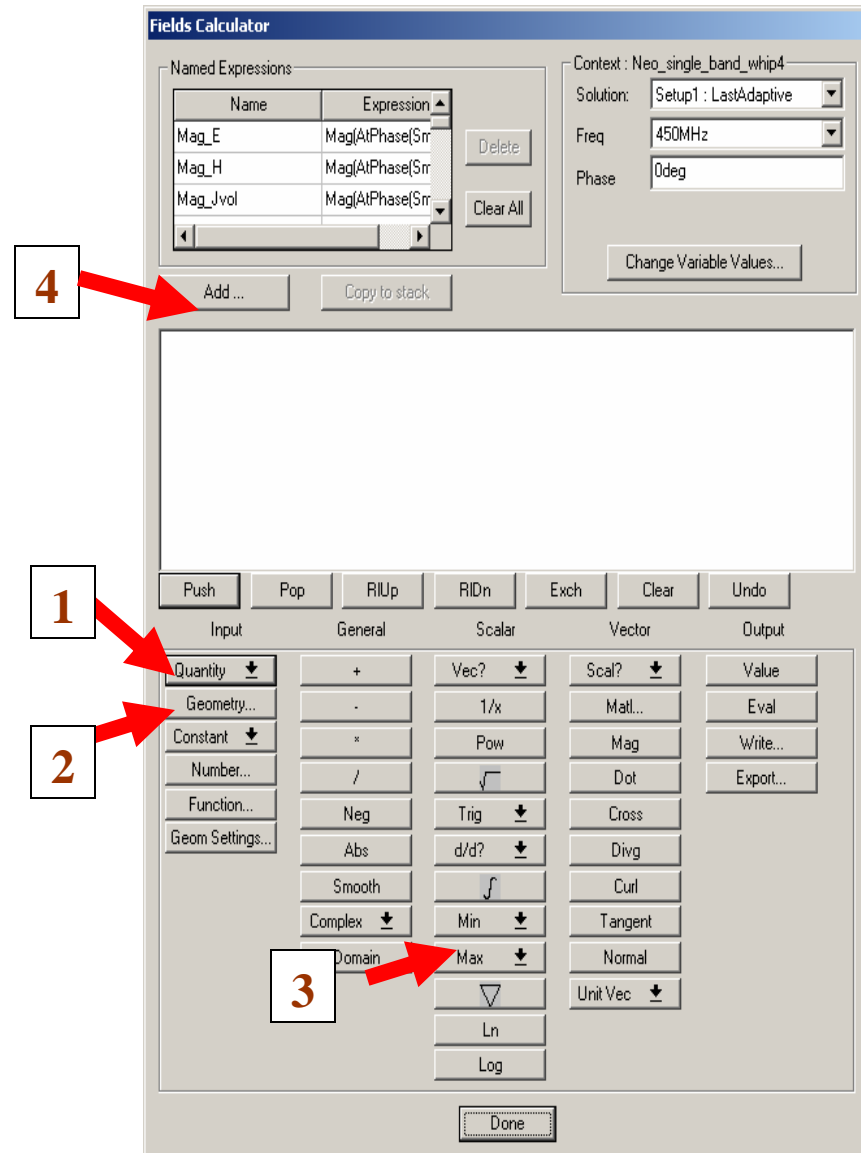 Fields Calculator
Named Expressions
Name Expression
Mag_E Mag(AtPhase(Sm
Mag_H Mag(AtPhase(Sm
Mag_Jvol Mag(AtPhase(Sm
Delete
Clear All
Context : Neo_single_band_whip4
Solution: Setup1 : LastAdaptive
Freq 450MHz
Phase 0deg
Change Variable Values...
4
Add ... Copy to stack
Push Pop RlUp RlDn Exch Clear Undo
1
Input General Scalar Vector Output
Quantity + Vec? Scal? Value
Geometry... - 1/x Matl... Eval
2
Constant * Pow Mag Write...
Number... / √ Dot Export...
Function... Neg Trig Cross
Geom Settings... Abs d/d? Divg
Smooth ∫ Curl
Complex Min Tangent
3
Domain Max Normal
▽ Unit Vec
Ln
Log
Done